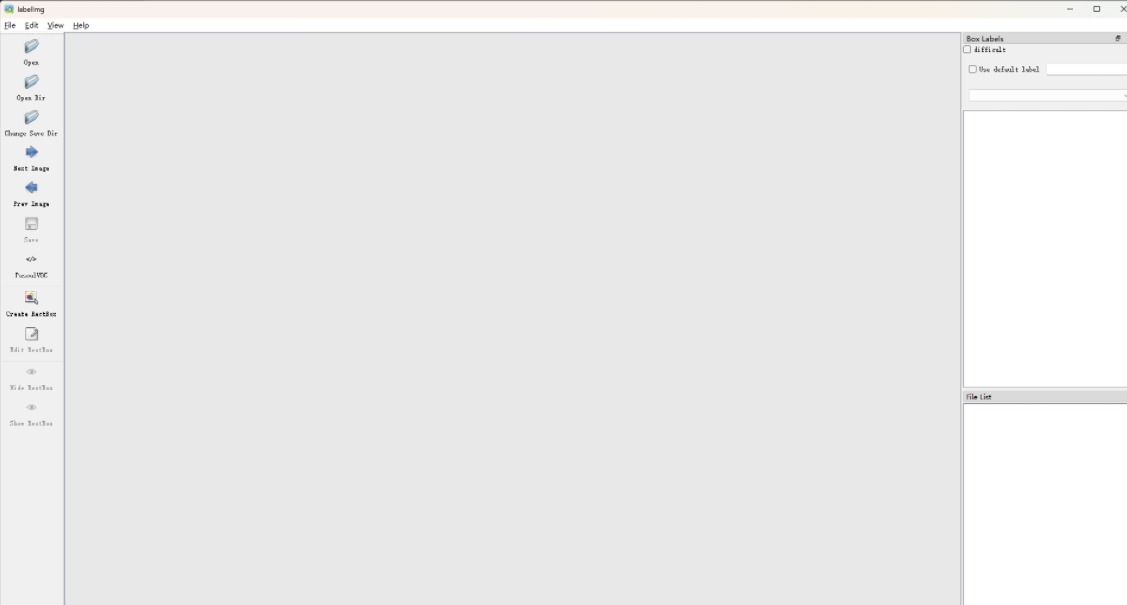 labelImg
File Edit View Help
Open
Open Dir
Change Save Dir
Next Image
Prev Image
Save
</>
PascalVOC
Create RectBox
Edit RectBox
Hide RectBox
Show RectBox
Box Labels
difficult
Use default label
File List